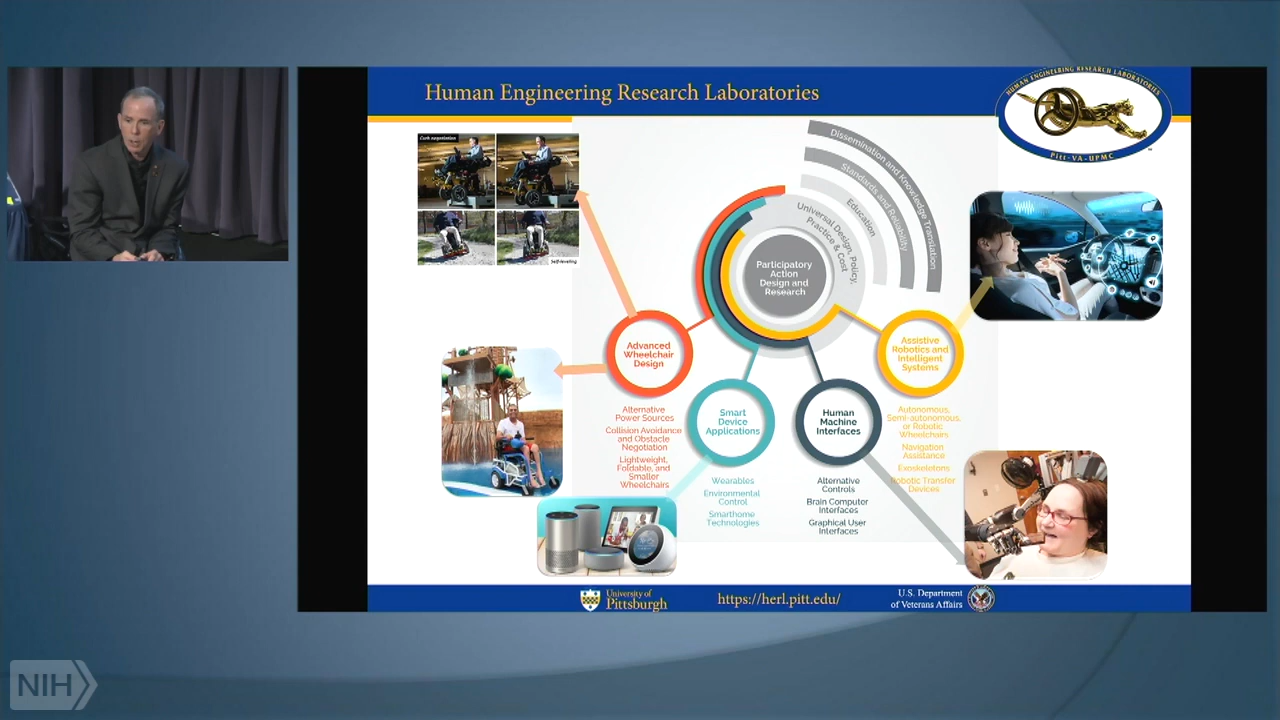 Human Engineering Research Laboratories
HUMAN ENGINEERING RESEARCH LABORATORIES
Pitt-VA-UPMC
Curb negotiation
Self-leveling
Dissemination and Knowledge Translation
Standards and Reliability
Education
Universal Design, Policy,
Practice & Cost
Participatory
Action
Design and
Research
Advanced
Wheelchair
Design
Alternative
Power Sources
Collision Avoidance
and Obstacle
Negotiation
Lightweight,
Foldable, and
Smaller
Wheelchairs
Smart
Device
Applications
Wearables
Environmental
Control
Smarthome
Technologies
Human
Machine
Interfaces
Alternative
Controls
Brain Computer
Interfaces
Graphical User
Interfaces
Assistive
Robotics and
Intelligent
Systems
Autonomous,
Semi-autonomous,
or Robotic
Wheelchairs
Navigation
Assistance
Exoskeletons
Robotic Transfer
Devices
University of
Pittsburgh
https://herl.pitt.edu/
U.S. Department
of Veterans Affairs
NIH